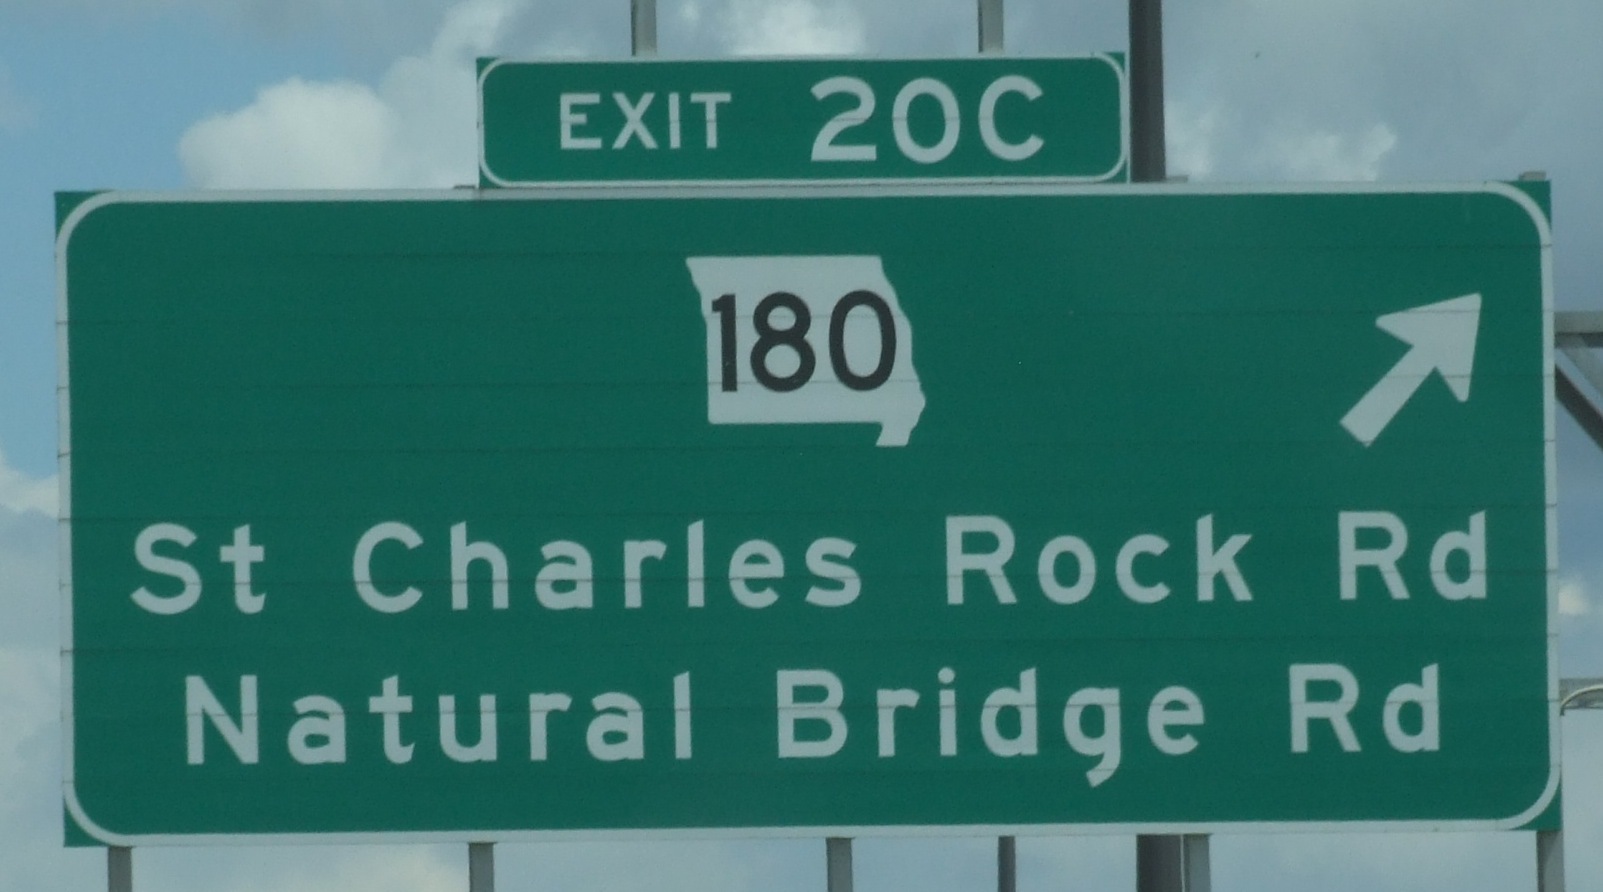 EXIT 20C
180
St Charles Rock Rd
Natural Bridge Rd